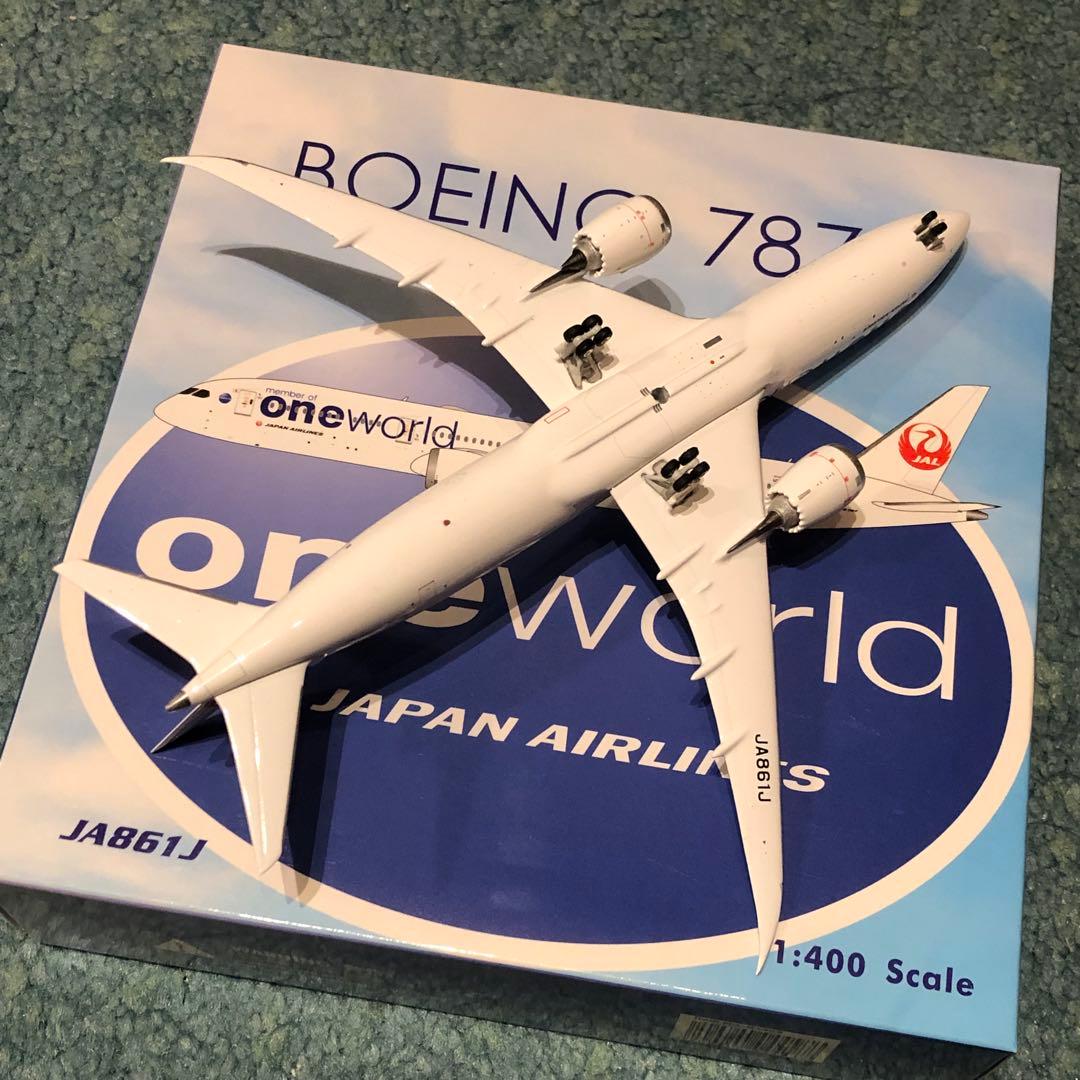 BOEING 787
member of
oneworld
JAPAN AIRLINES
JAL
oneworld
JAPAN AIRLINES
JA861J
JA861J
1:400 Scale